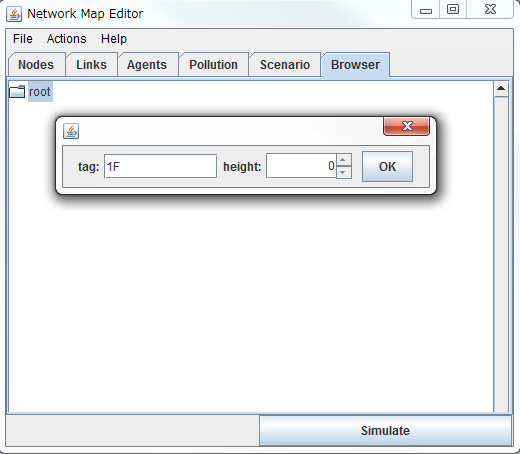 Network Map Editor
File Actions Help
Nodes Links Agents Pollution Scenario Browser
root
tag: 1F height: 0 OK
Simulate